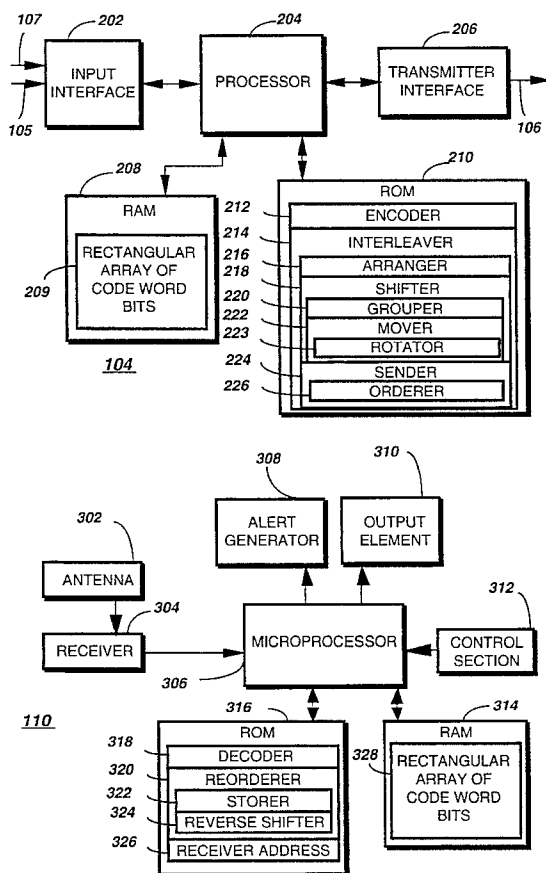 107
202
INPUT
INTERFACE
105
204
PROCESSOR
206
TRANSMITTER
INTERFACE
106
208
RAM
RECTANGULAR
ARRAY OF
CODE WORD
BITS
209
104
210
ROM
212
ENCODER
214
INTERLEAVER
216
ARRANGER
218
SHIFTER
220
GROUPER
222
MOVER
223
ROTATOR
224
SENDER
226
ORDERER
308
ALERT
GENERATOR
310
OUTPUT
ELEMENT
302
ANTENNA
304
RECEIVER
MICROPROCESSOR
306
312
CONTROL
SECTION
110
316
ROM
318
DECODER
320
REORDERER
322
STORER
324
REVERSE SHIFTER
326
RECEIVER ADDRESS
314
RAM
328
RECTANGULAR
ARRAY OF
CODE WORD
BITS